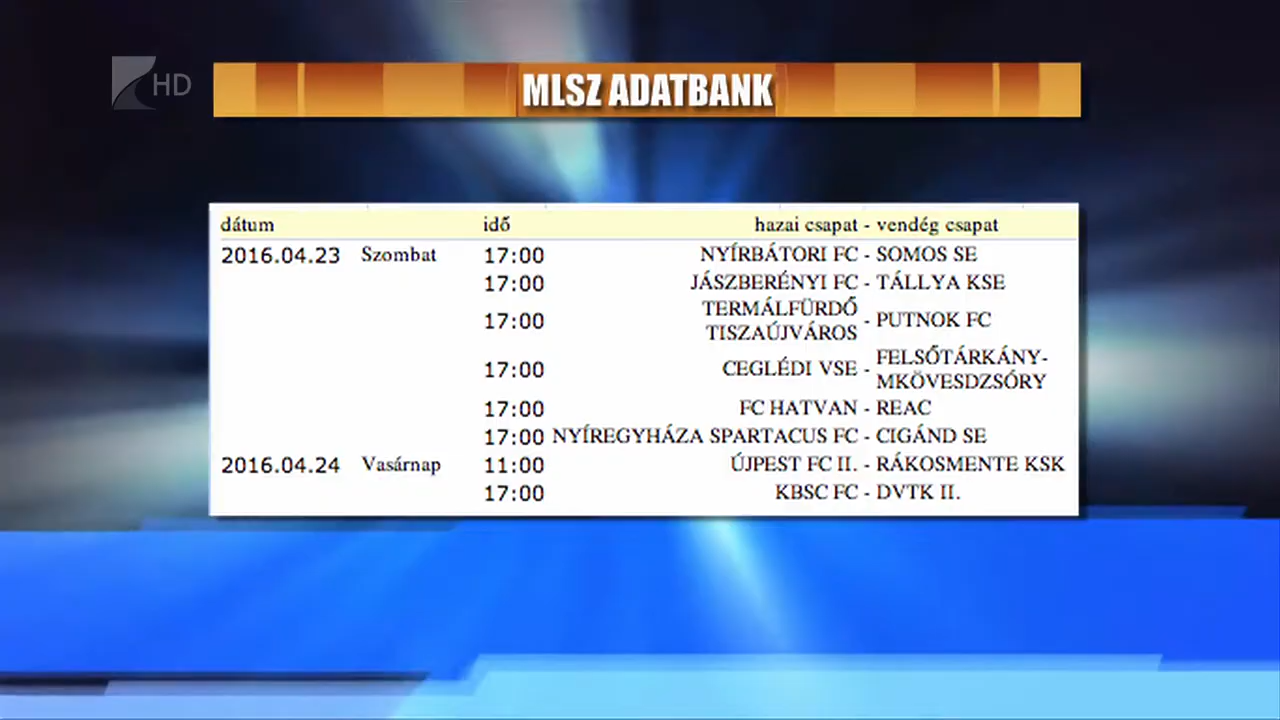 HD
MLSZ ADATBANK
dátum idő hazai csapat - vendég csapat
2016.04.23 Szombat 17:00 NYÍRBÁTORI FC - SOMOS SE
17:00 JÁSZBERÉNYI FC - TÁLLYA KSE
17:00 TERMÁLFÜRDŐ
TISZAÚJVÁROS - PUTNOK FC
17:00 CEGLÉDI VSE - FELSŐTÁRKÁNY-
MKÖVESDZSÓRY
17:00 FC HATVAN - REAC
17:00 NYÍREGYHÁZA SPARTACUS FC - CIGÁND SE
2016.04.24 Vasárnap 11:00 ÚJPEST FC II. - RÁKOSMENTE KSK
17:00 KBSC FC - DVTK II.